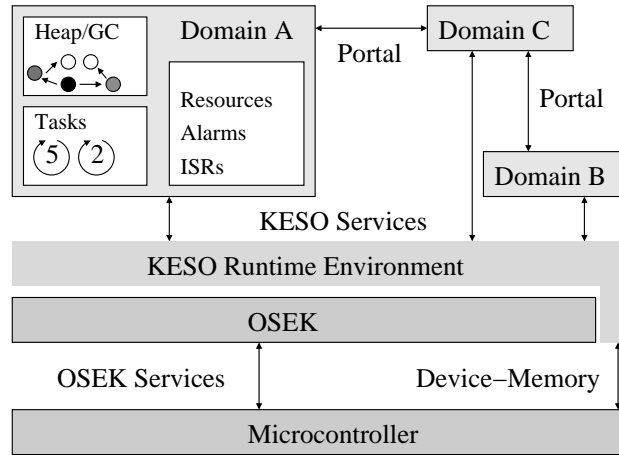 Heap/GC
Domain A
Domain C
Portal
Resources
Alarms
ISRs
Tasks
5 2
Portal
Domain B
KESO Services
KESO Runtime Environment
OSEK
OSEK Services
Device−Memory
Microcontroller